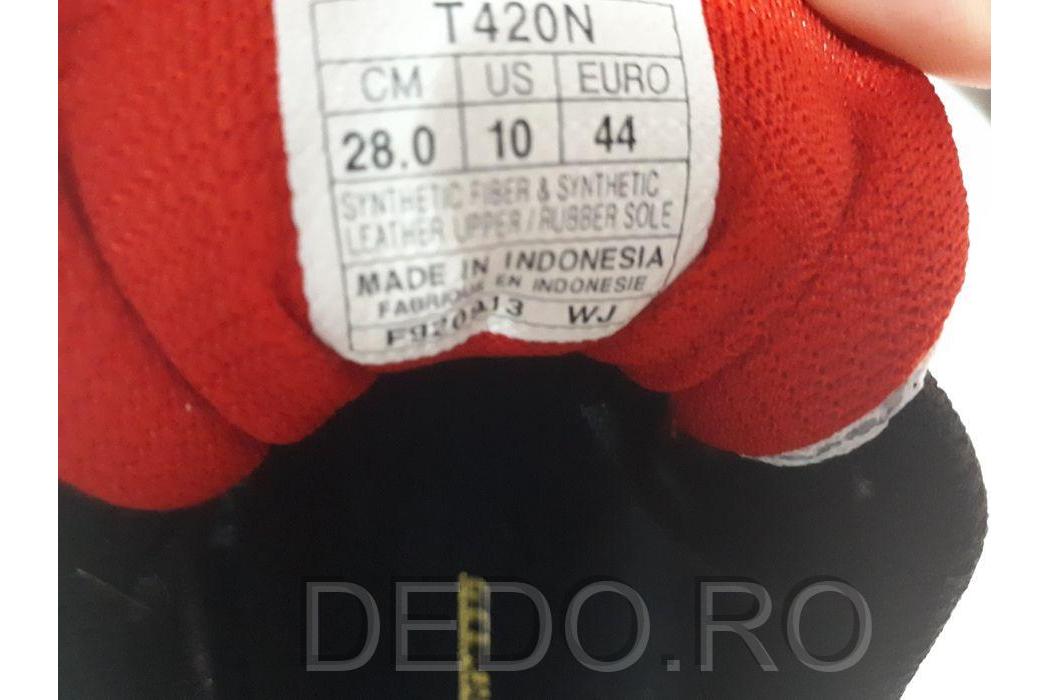 T420N
CM US EURO
28.0 10 44
SYNTHETIC FIBER & SYNTHETIC
LEATHER UPPER / RUBBER SOLE
MADE IN INDONESIA
FABRIQUE EN INDONESIE
WJ
DEDO.RO